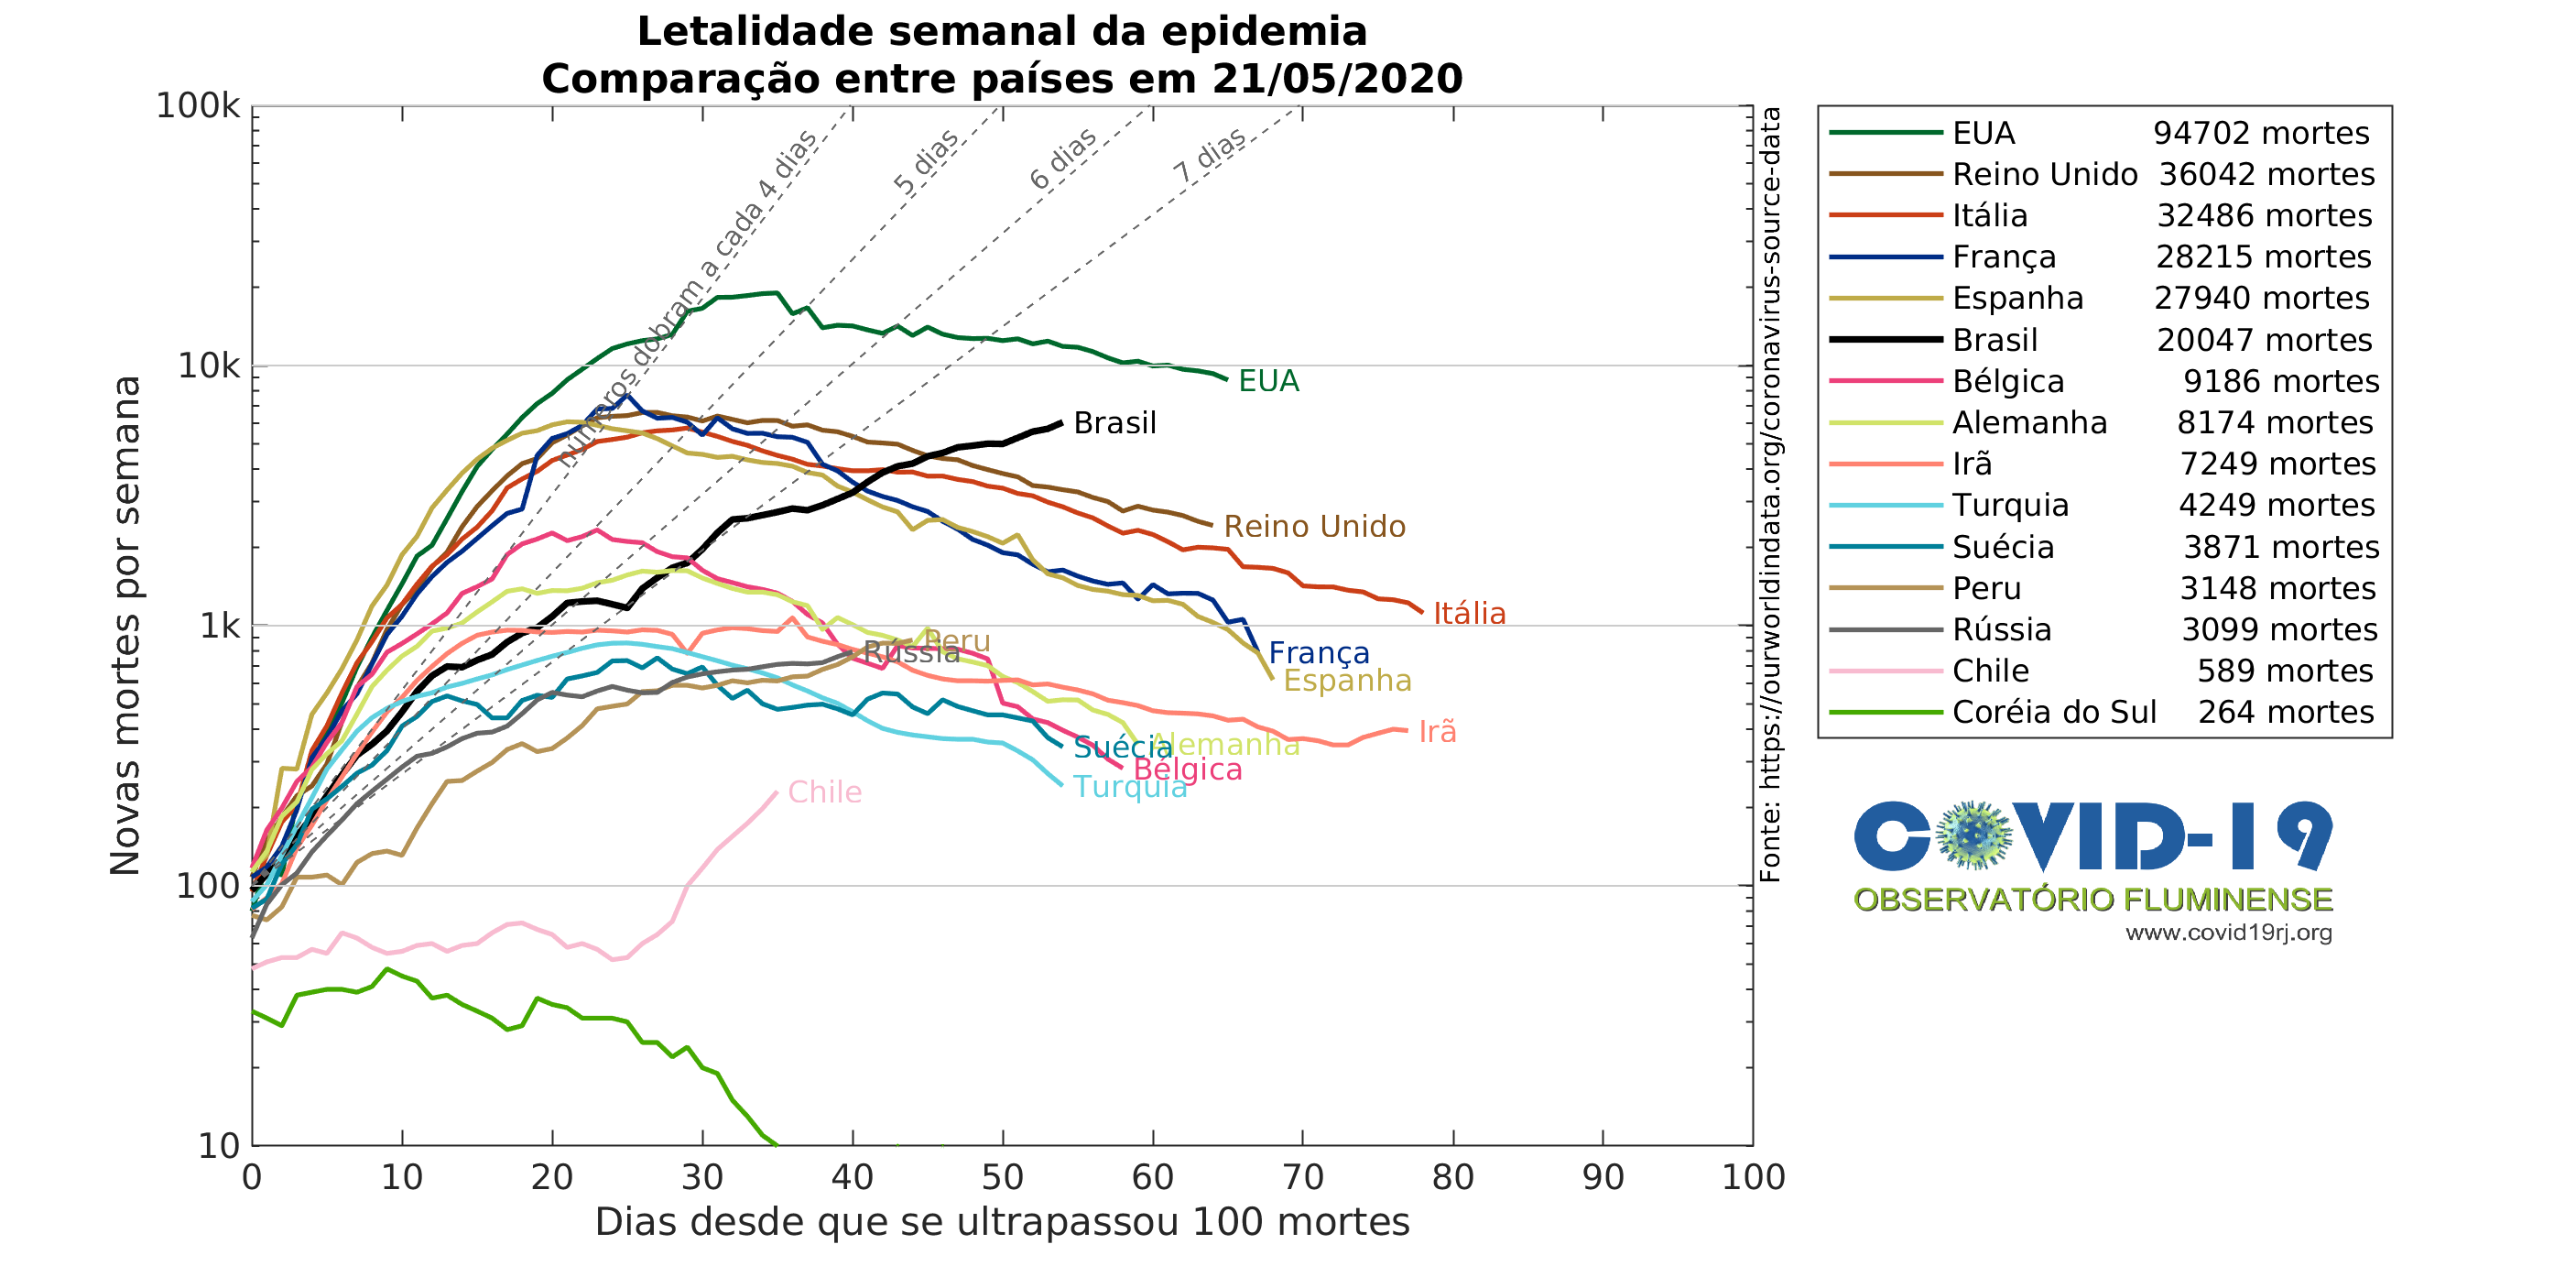 Letalidade semanal da epidemia
Comparação entre países em 21/05/2020
Novas mortes por semana
100k
10k
1k
100
10
0 10 20 30 40 50 60 70 80 90 100
Dias desde que se ultrapassou 100 mortes
números dobram a cada 4 dias
5 dias
6 dias
7 dias
EUA
Brasil
Reino Unido
Itália
Peru
Rússia
França
Espanha
Irã
Alemanha
Suécia
Bélgica
Turquia
Chile
Fonte: https://ourworldindata.org/coronavirus-source-data
EUA 94702 mortes
Reino Unido 36042 mortes
Itália 32486 mortes
França 28215 mortes
Espanha 27940 mortes
Brasil 20047 mortes
Bélgica 9186 mortes
Alemanha 8174 mortes
Irã 7249 mortes
Turquia 4249 mortes
Suécia 3871 mortes
Peru 3148 mortes
Rússia 3099 mortes
Chile 589 mortes
Coréia do Sul 264 mortes
COVID-19
OBSERVATÓRIO FLUMINENSE
www.covid19rj.org